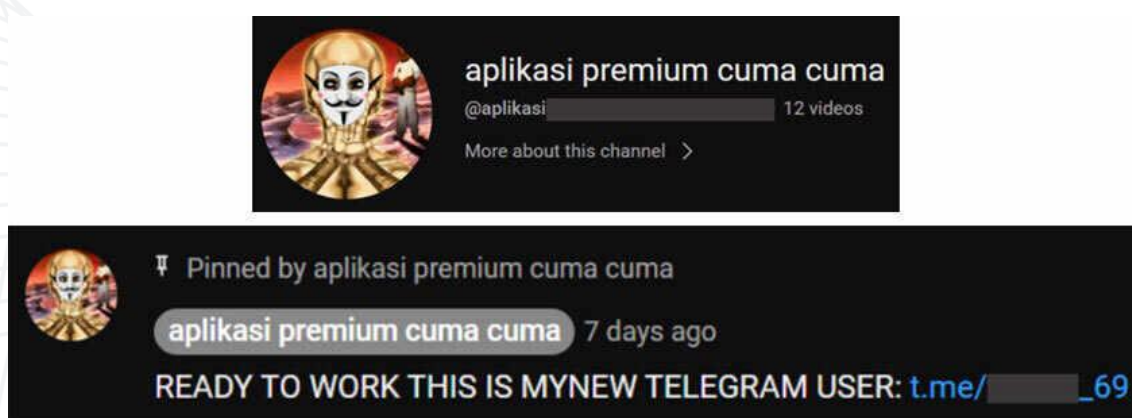 aplikasi premium cuma cuma
@aplikasi 12 videos
More about this channel >
Pinned by aplikasi premium cuma cuma
aplikasi premium cuma cuma 7 days ago
READY TO WORK THIS IS MYNEW TELEGRAM USER: t.me/ _69